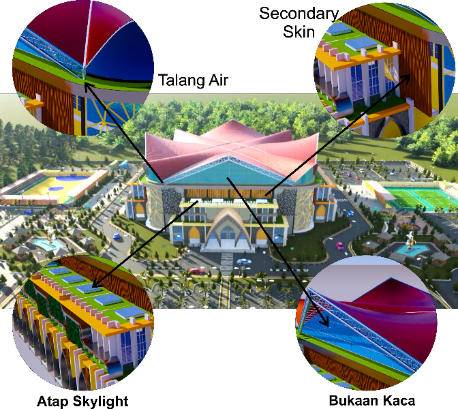 Secondary
Skin
Talang Air
Atap Skylight
Bukaan Kaca